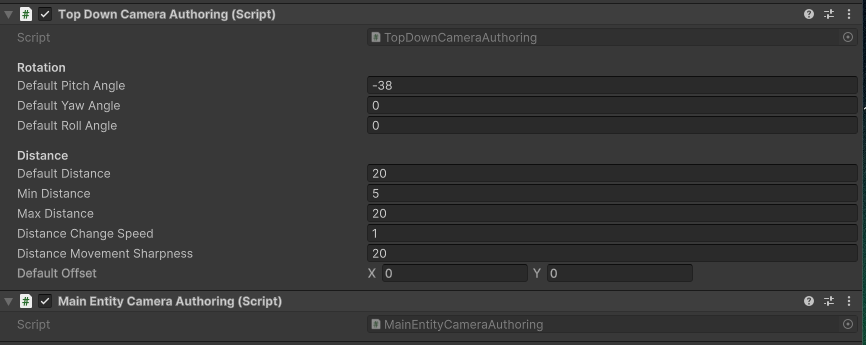 Top Down Camera Authoring (Script)
Script TopDownCameraAuthoring
Rotation
Default Pitch Angle -38
Default Yaw Angle 0
Default Roll Angle 0
Distance
Default Distance 20
Min Distance 5
Max Distance 20
Distance Change Speed 1
Distance Movement Sharpness 20
Default Offset X 0 Y 0
Main Entity Camera Authoring (Script)
Script MainEntityCameraAuthoring